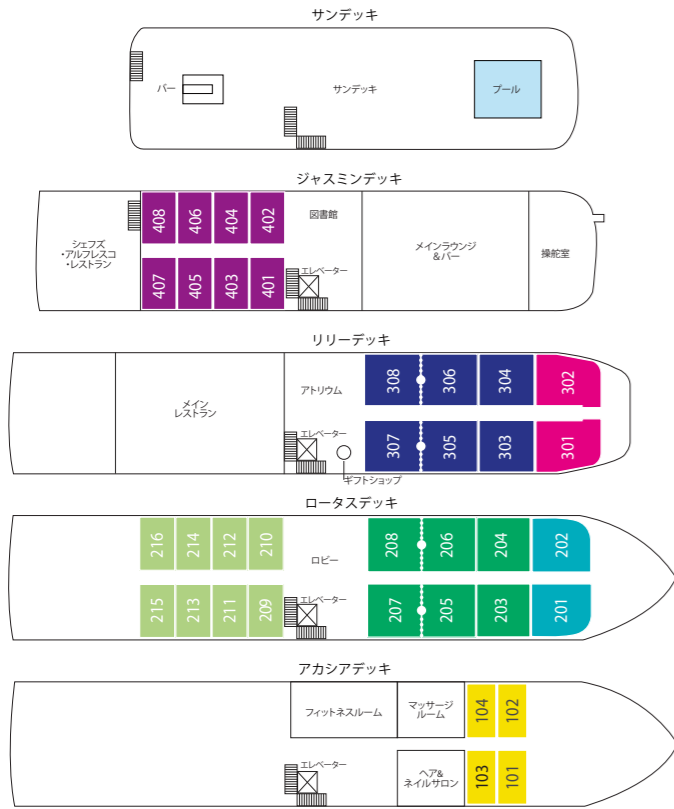 サンデッキ
バー
サンデッキ
プール
ジャスミンデッキ
408 406 404 402
図書館
シェフズ
・アルフレスコ
・レストラン
メインラウンジ
&バー
操舵室
エレベーター
407 405 403 401
リリーデッキ
308 306 304 302
アトリウム
メイン
レストラン
エレベーター
307 305 303 301
ギフトショップ
ロータスデッキ
216 214 212 210
208 206 204 202
ロビー
エレベーター
215 213 211 209
207 205 203 201
アカシアデッキ
フィットネスルーム
マッサージ
ルーム
104 102
エレベーター
ヘア&
ネイルサロン
103 101